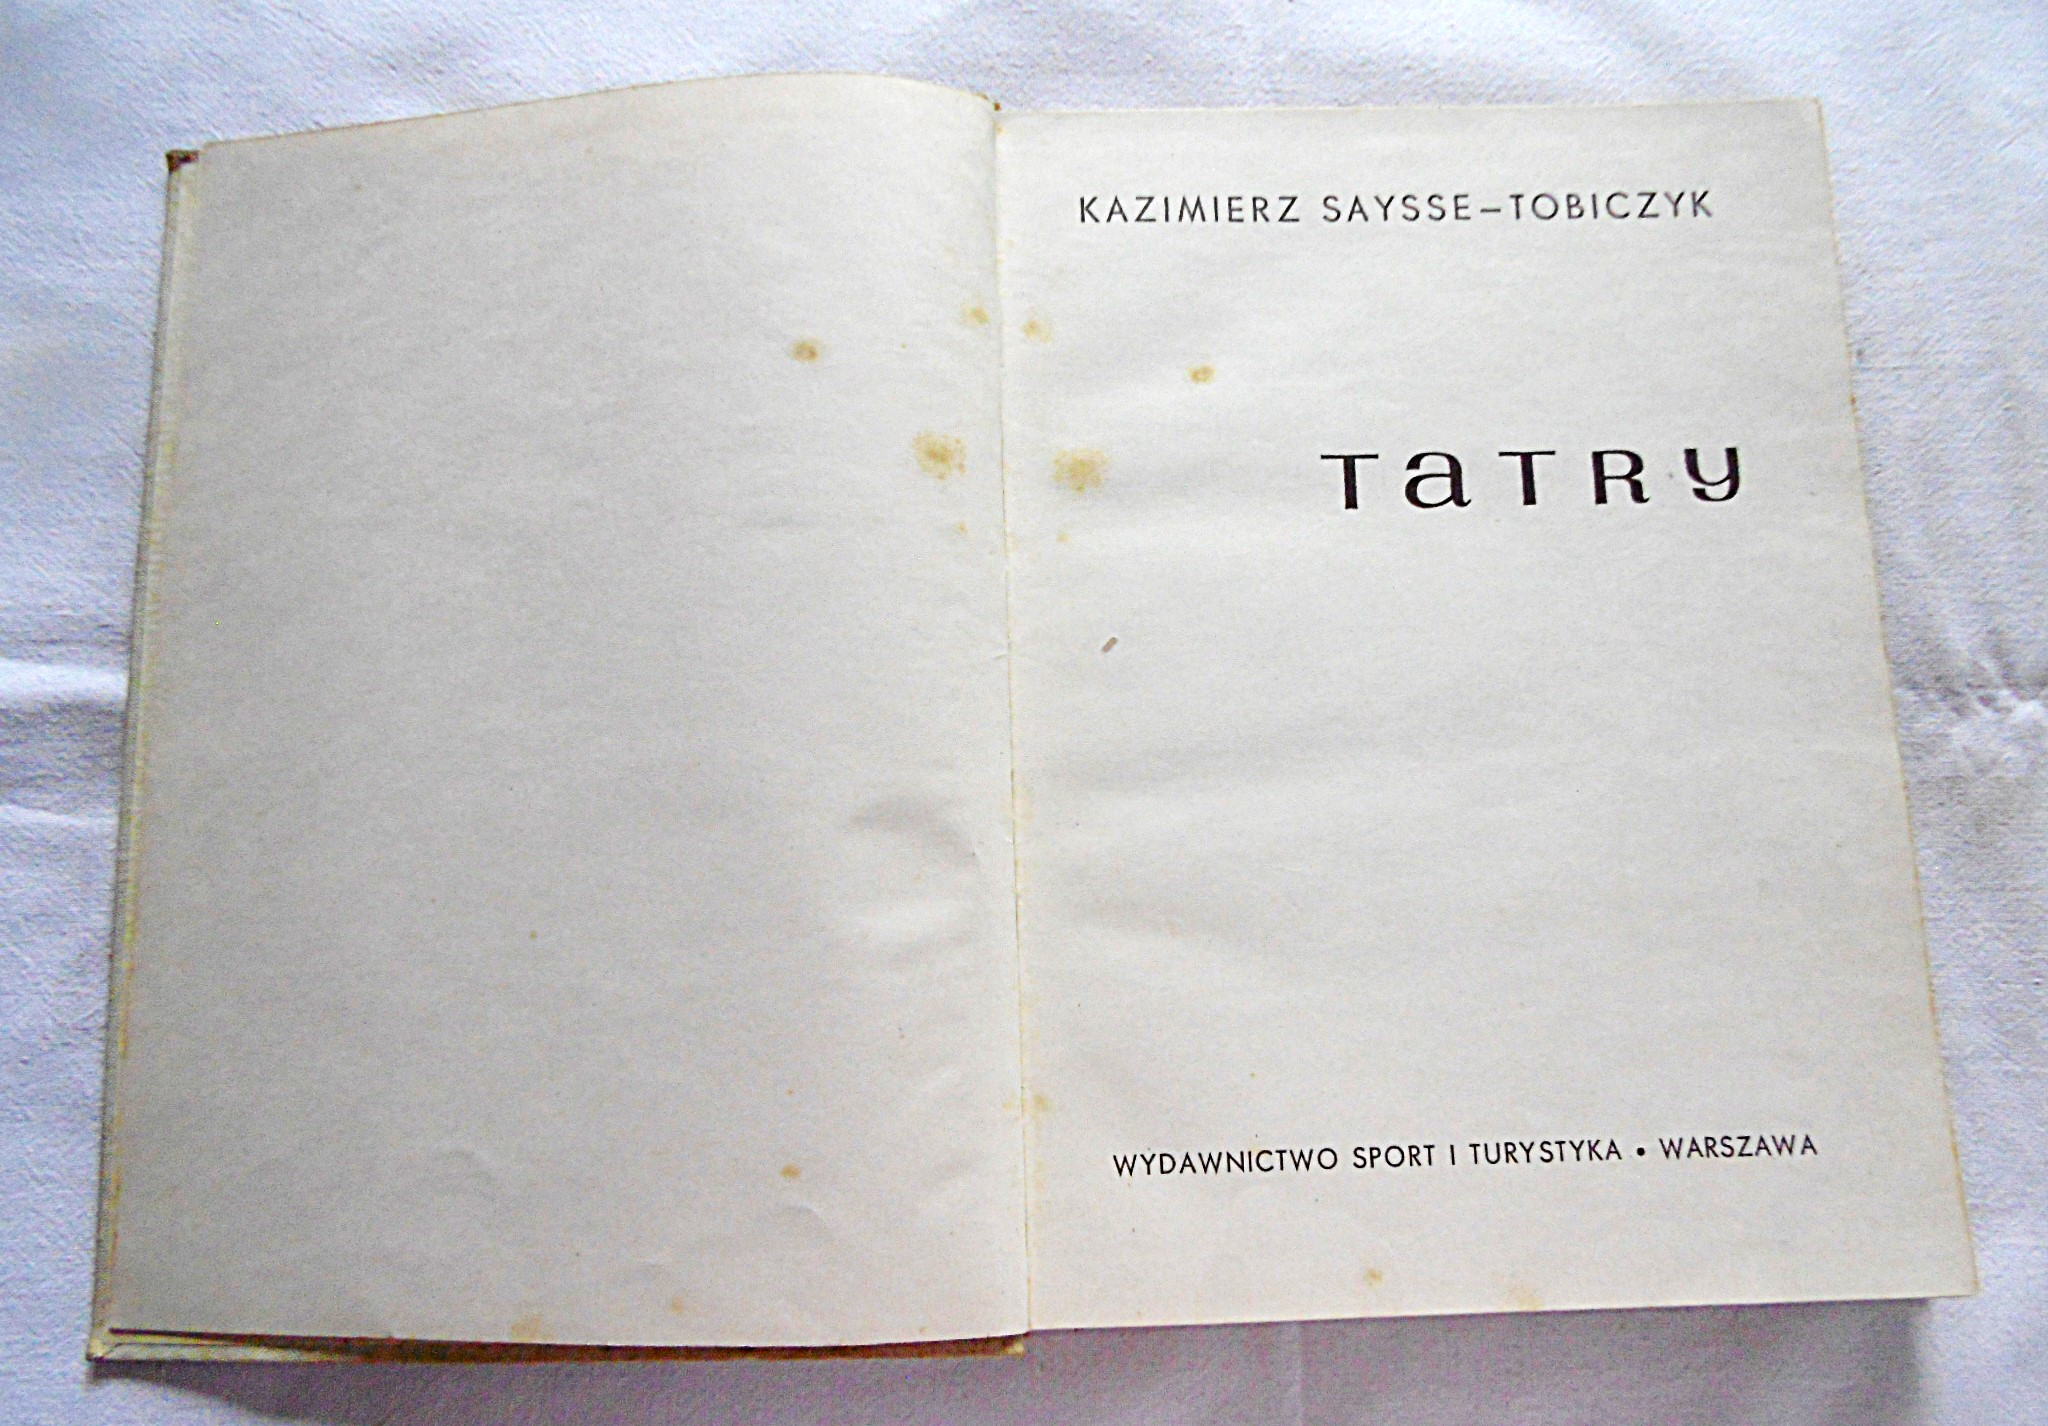 KAZIMIERZ SAYSSE–TOBICZYK
TaTRy
WYDAWNICTWO SPORT I TURYSTYKA • WARSZAWA